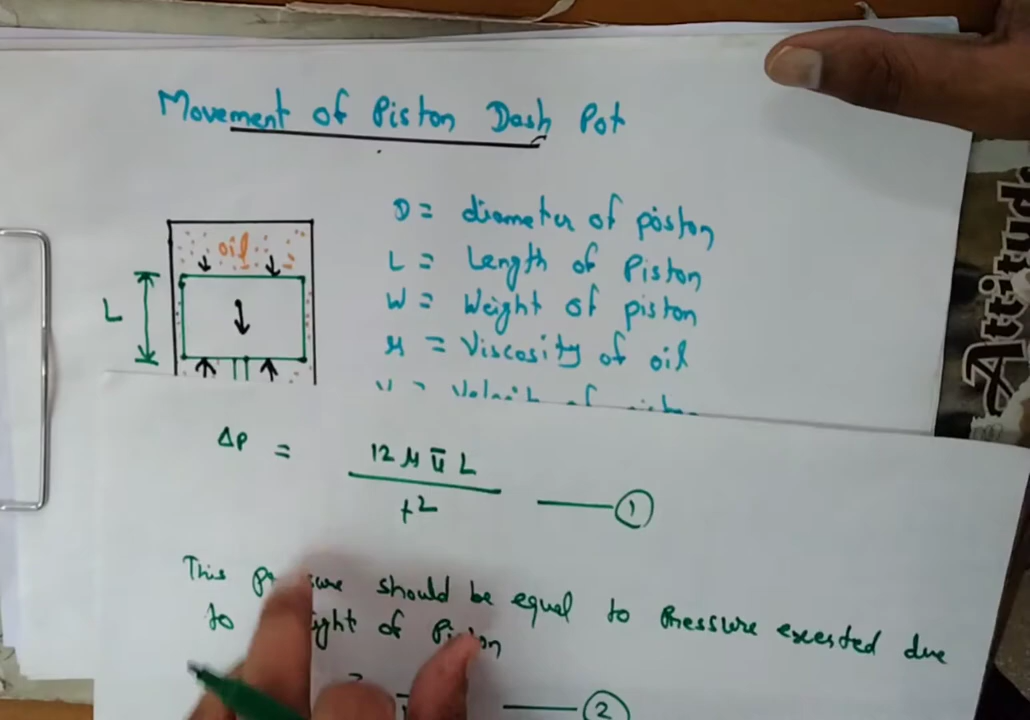 Movement of Piston Dash Pot
oil
L
D = diameter of piston
L = Length of Piston
W = Weight of piston
μ = Viscosity of oil
ΔP = 12 μ ū L / t² — 1
This should be equal to Pressure exerted due
to of Piston
2
Attitude